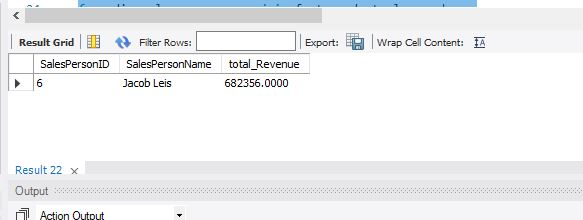 Result Grid Filter Rows: Export: Wrap Cell Content:
SalesPersonID SalesPersonName total_Revenue
6 Jacob Leis 682356.0000
Result 22 x
Output
Action Output